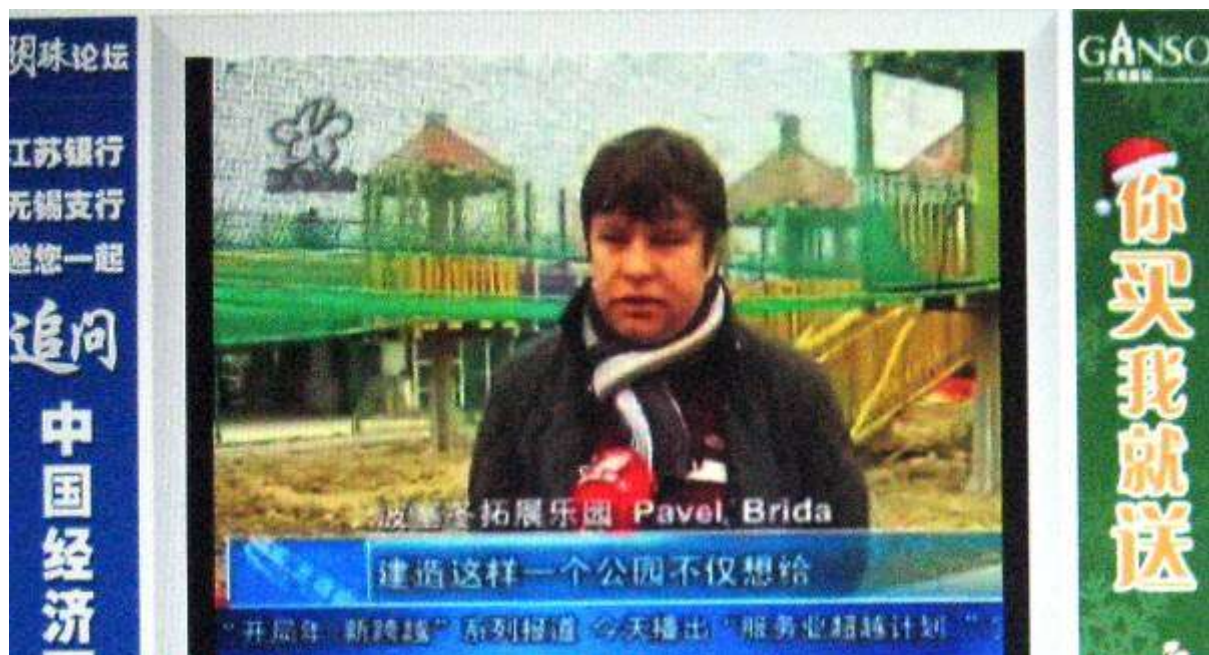 明珠论坛
江苏银行
无锡支行
邀您一起
追问
中国经济
拓展乐园 Pavel Brida
建造这样一个公园不仅想给
“开局年 新跨越” 系列报道 今天播出 “服务业超越计划”
GANSO
你买我就送